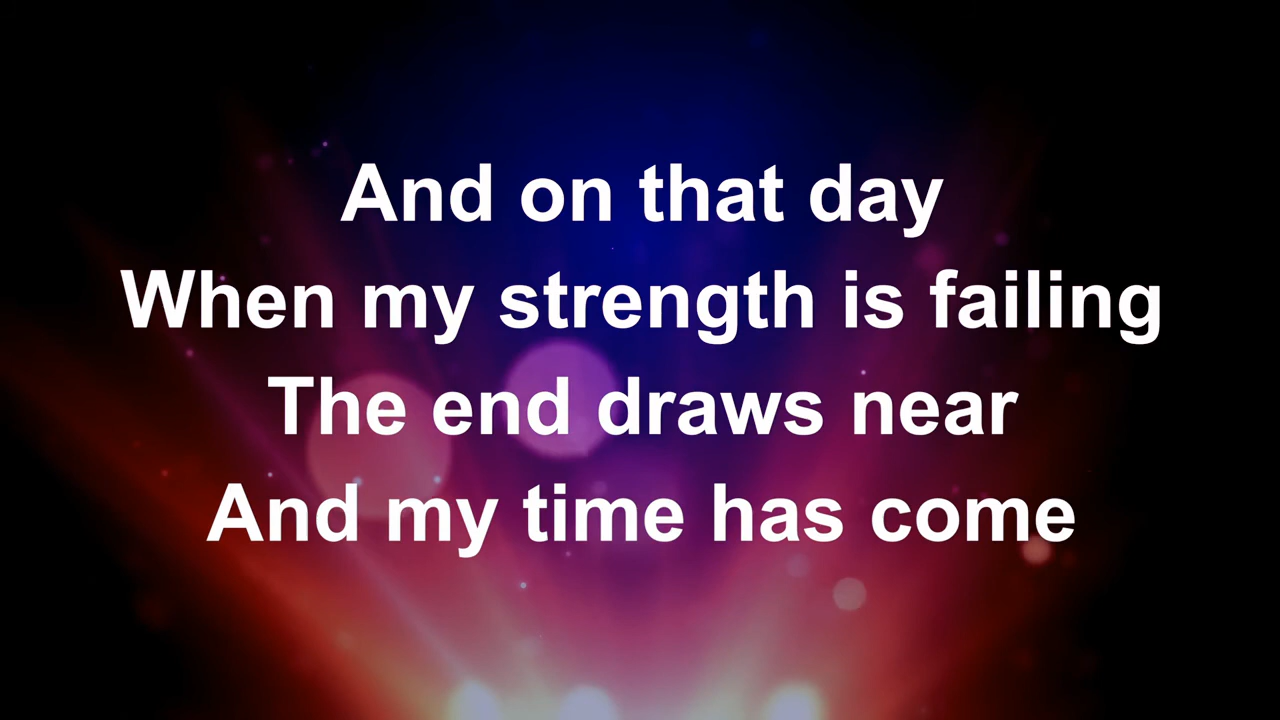 And on that day
When my strength is failing
The end draws near
And my time has come